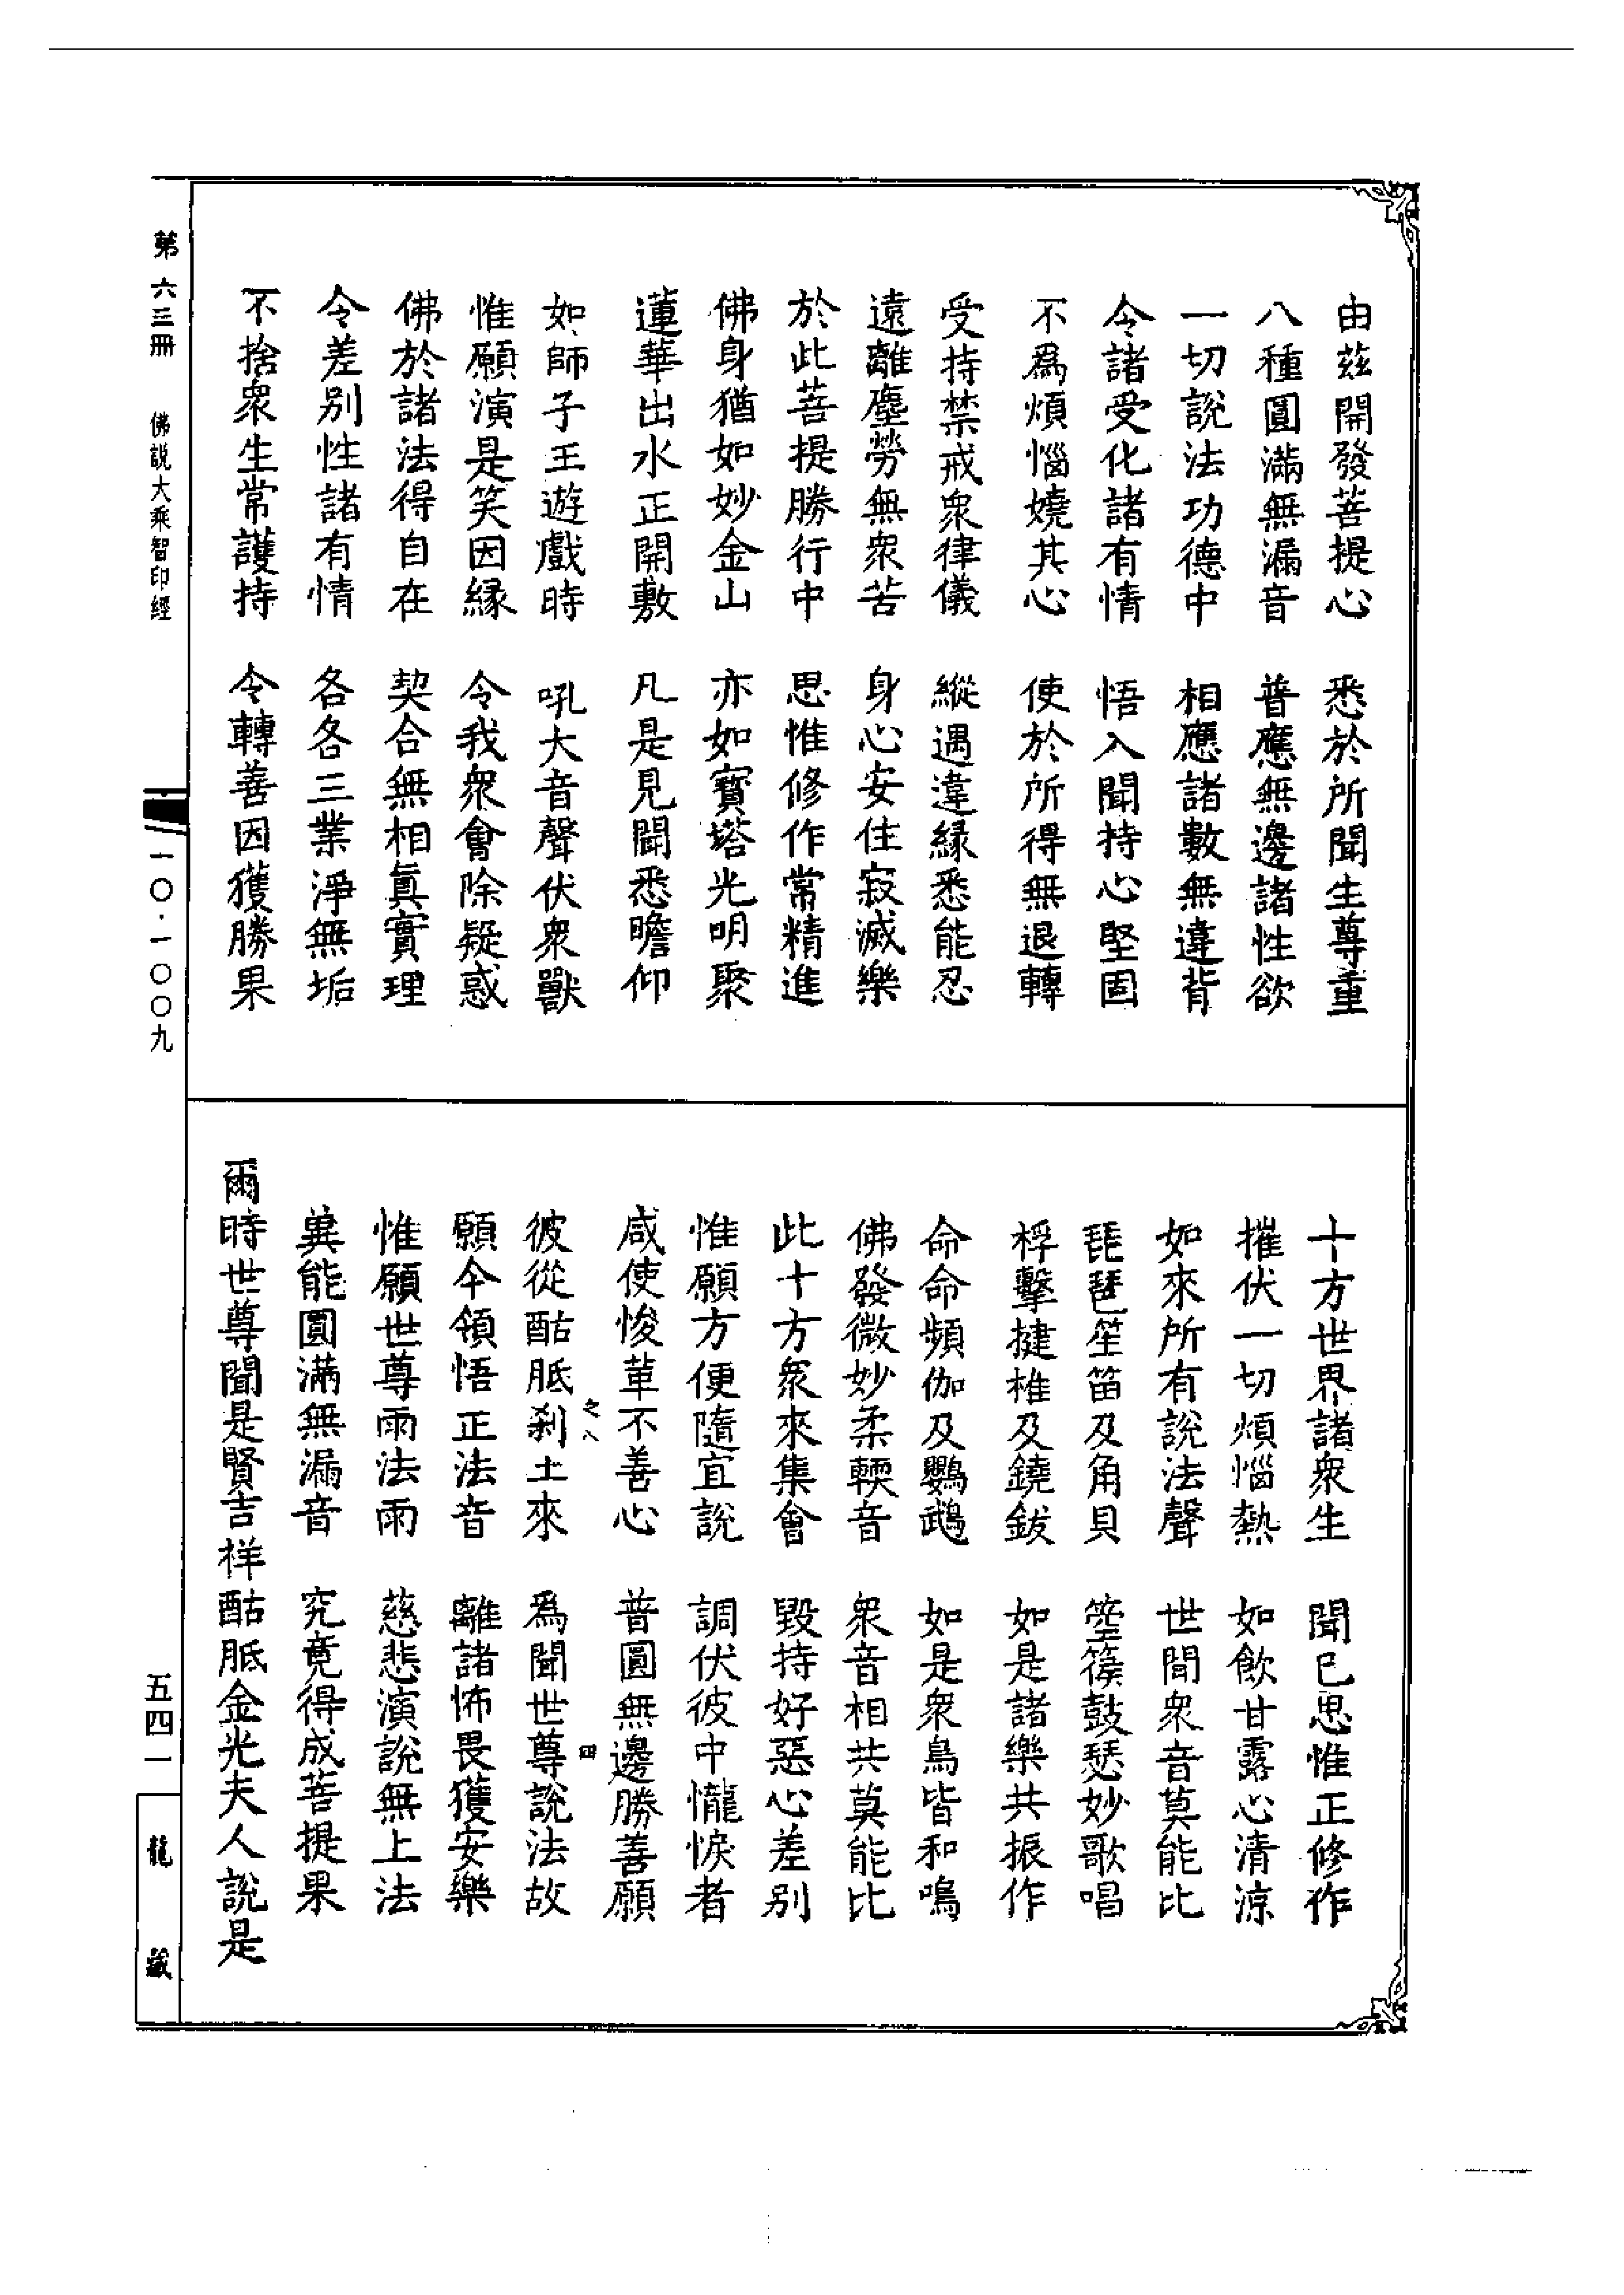 由茲開發菩提心　悉於所聞生尊重
八種圓滿無漏音　普應無邊諸性欲
一切説法功德中　相應諸數無違背
令諸受化諸有情　悟入聞持心堅固
不為煩惱嬈其心　使於所得無退轉
受持禁戒衆律儀　縱遇違緣悉能忍
遠離塵勞無衆苦　身心安住寂滅樂
於此菩提勝行中　思惟修作常精進
佛身猶如妙金山　亦如寶塔光明聚
蓮華出水正開敷　凡是見聞悉瞻仰
如師子王遊戲時　吼大音聲伏衆獸
惟願演是笑因緣　令我衆會除疑惑
佛於諸法得自在　契合無相眞實理
令差別性諸有情　各各三業淨無垢
不捨衆生常護持　令轉善因獲勝果
十方世界諸衆生　聞已思惟正修作
摧伏一切煩惱熱　如飲甘露心清涼
如來所有説法聲　世間衆音莫能比
琵琶笙笛及角貝　箜篌鼓瑟妙歌唱
桴擊揵椎及鐃鈸　如是諸樂共振作
命命頻伽及鸚鵡　如是衆鳥皆和鳴
佛發微妙柔輭音　衆音相共莫能比
此十方衆來集會　毀持好惡心差別
惟願方便隨宜説　調伏彼中憹悷者
咸使悛革不善心　普圓無邊勝善願
彼從酤胝刹土來　為聞世尊説法故
願今領悟正法音　離諸怖畏獲安樂
惟願世尊雨法雨　慈悲演説無上法
冀能圓滿無漏音　究竟得成菩提果
爾時世尊聞是賢吉祥酤胝金光夫人説是
第六三冊　佛説大乘智印經
一〇·一〇〇九
五四一
龍藏